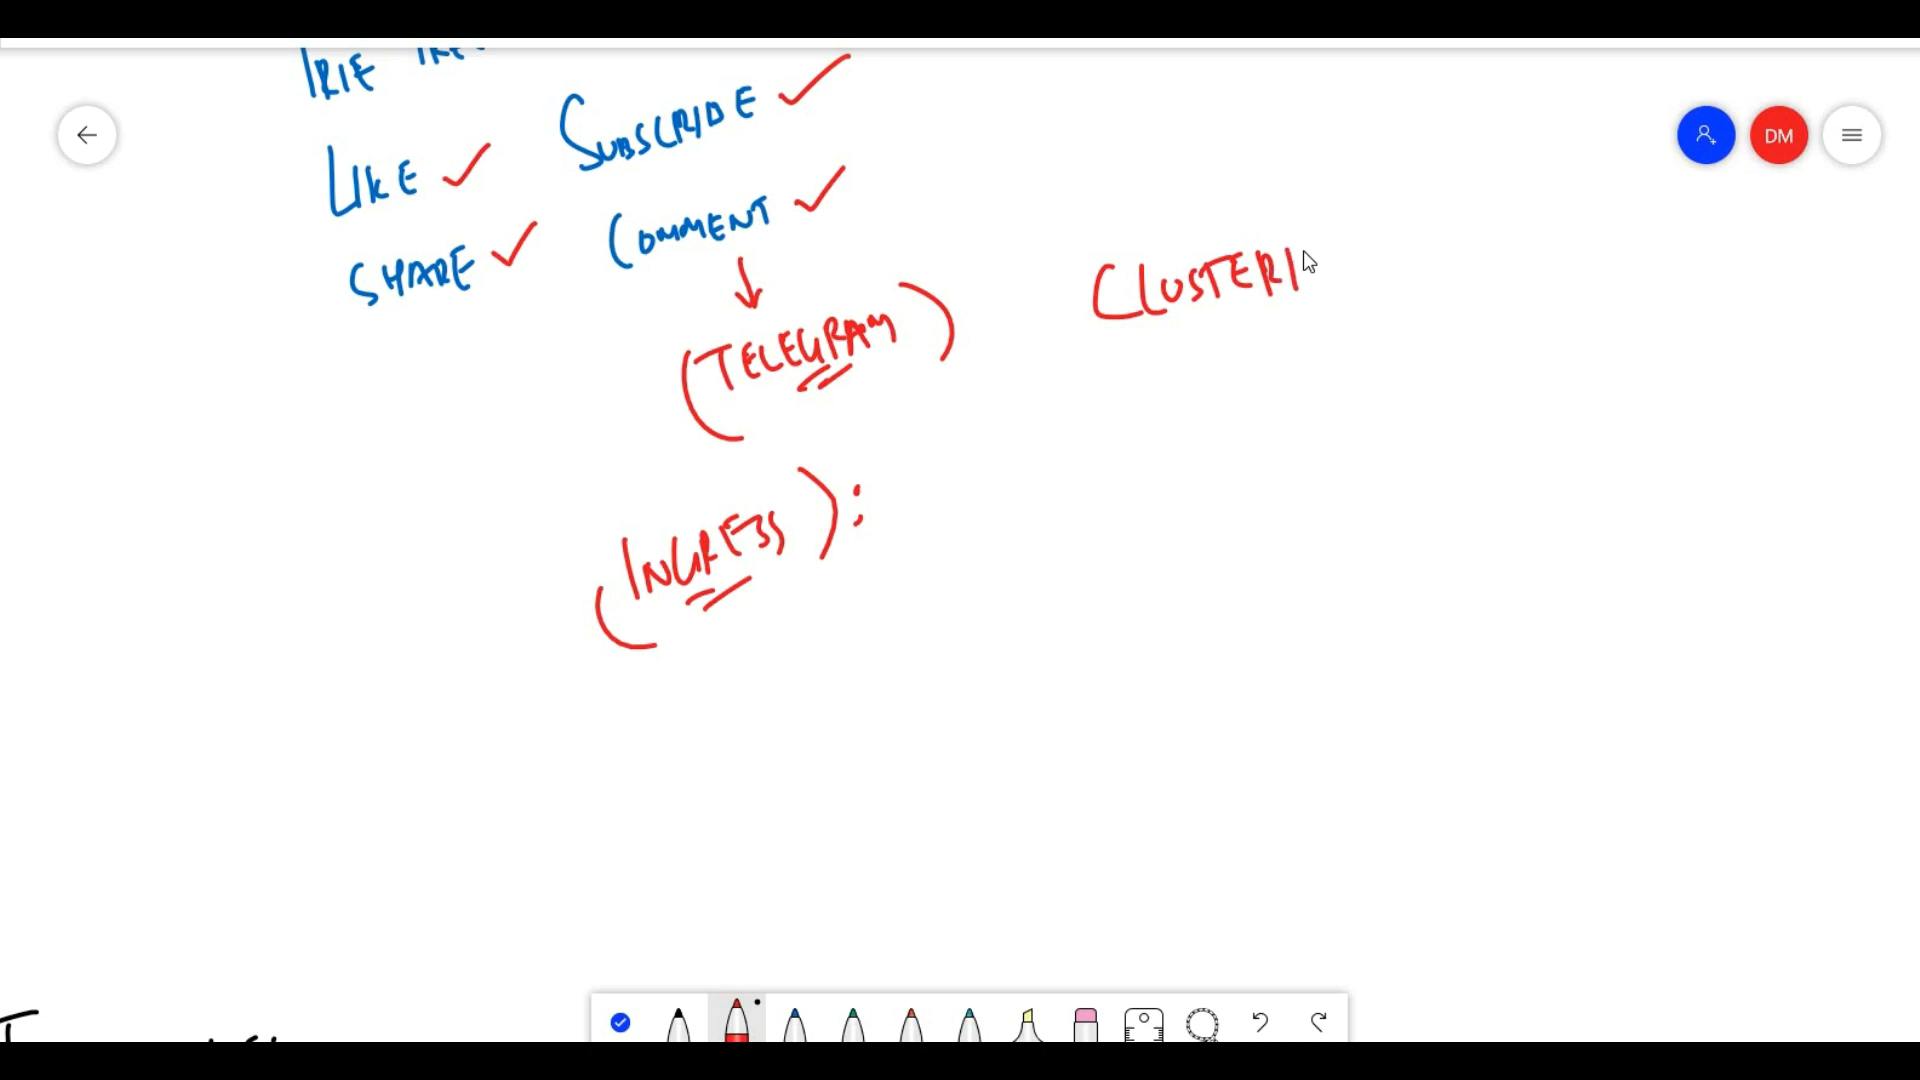 LIKE
SUBSCRIBE
SHARE
COMMENT
(TELEGRAM)
CLUSTERI
(INGRESS):
DM